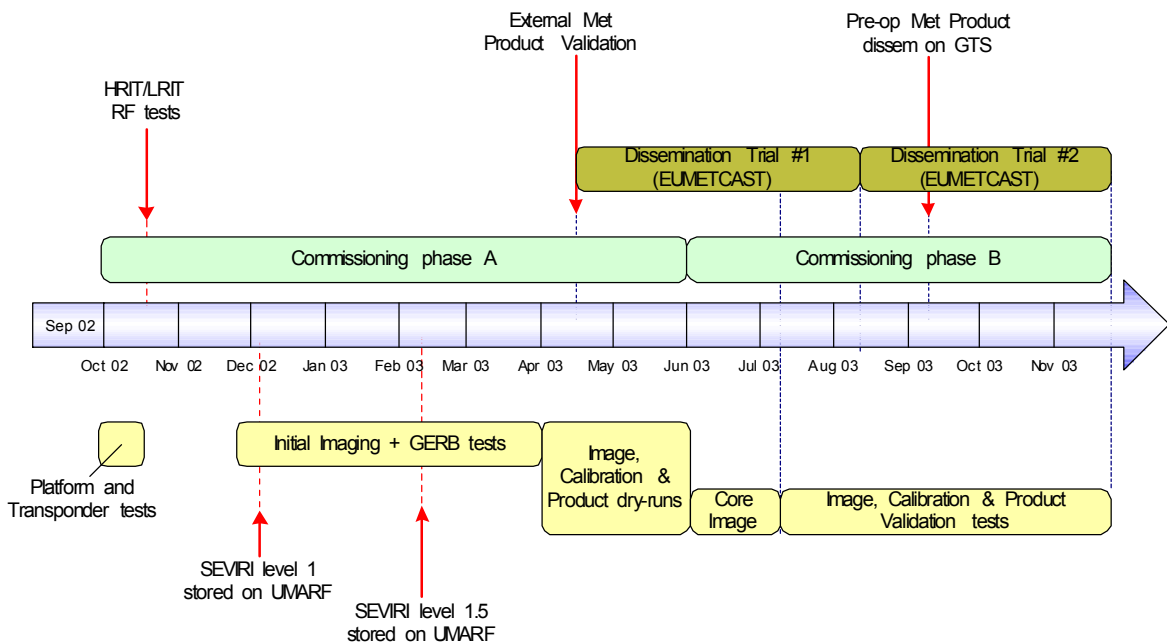 External Met
Product Validation
Pre-op Met Product
dissem on GTS
HRIT/LRIT
RF tests
Dissemination Trial #1
(EUMETCAST)
Dissemination Trial #2
(EUMETCAST)
Commissioning phase A
Commissioning phase B
Sep 02
Oct 02
Nov 02
Dec 02
Jan 03
Feb 03
Mar 03
Apr 03
May 03
Jun 03
Jul 03
Aug 03
Sep 03
Oct 03
Nov 03
Platform and
Transponder tests
Initial Imaging + GERB tests
Image,
Calibration &
Product dry-runs
Core
Image
Image, Calibration & Product
Validation tests
SEVIRI level 1
stored on UMARF
SEVIRI level 1.5
stored on UMARF